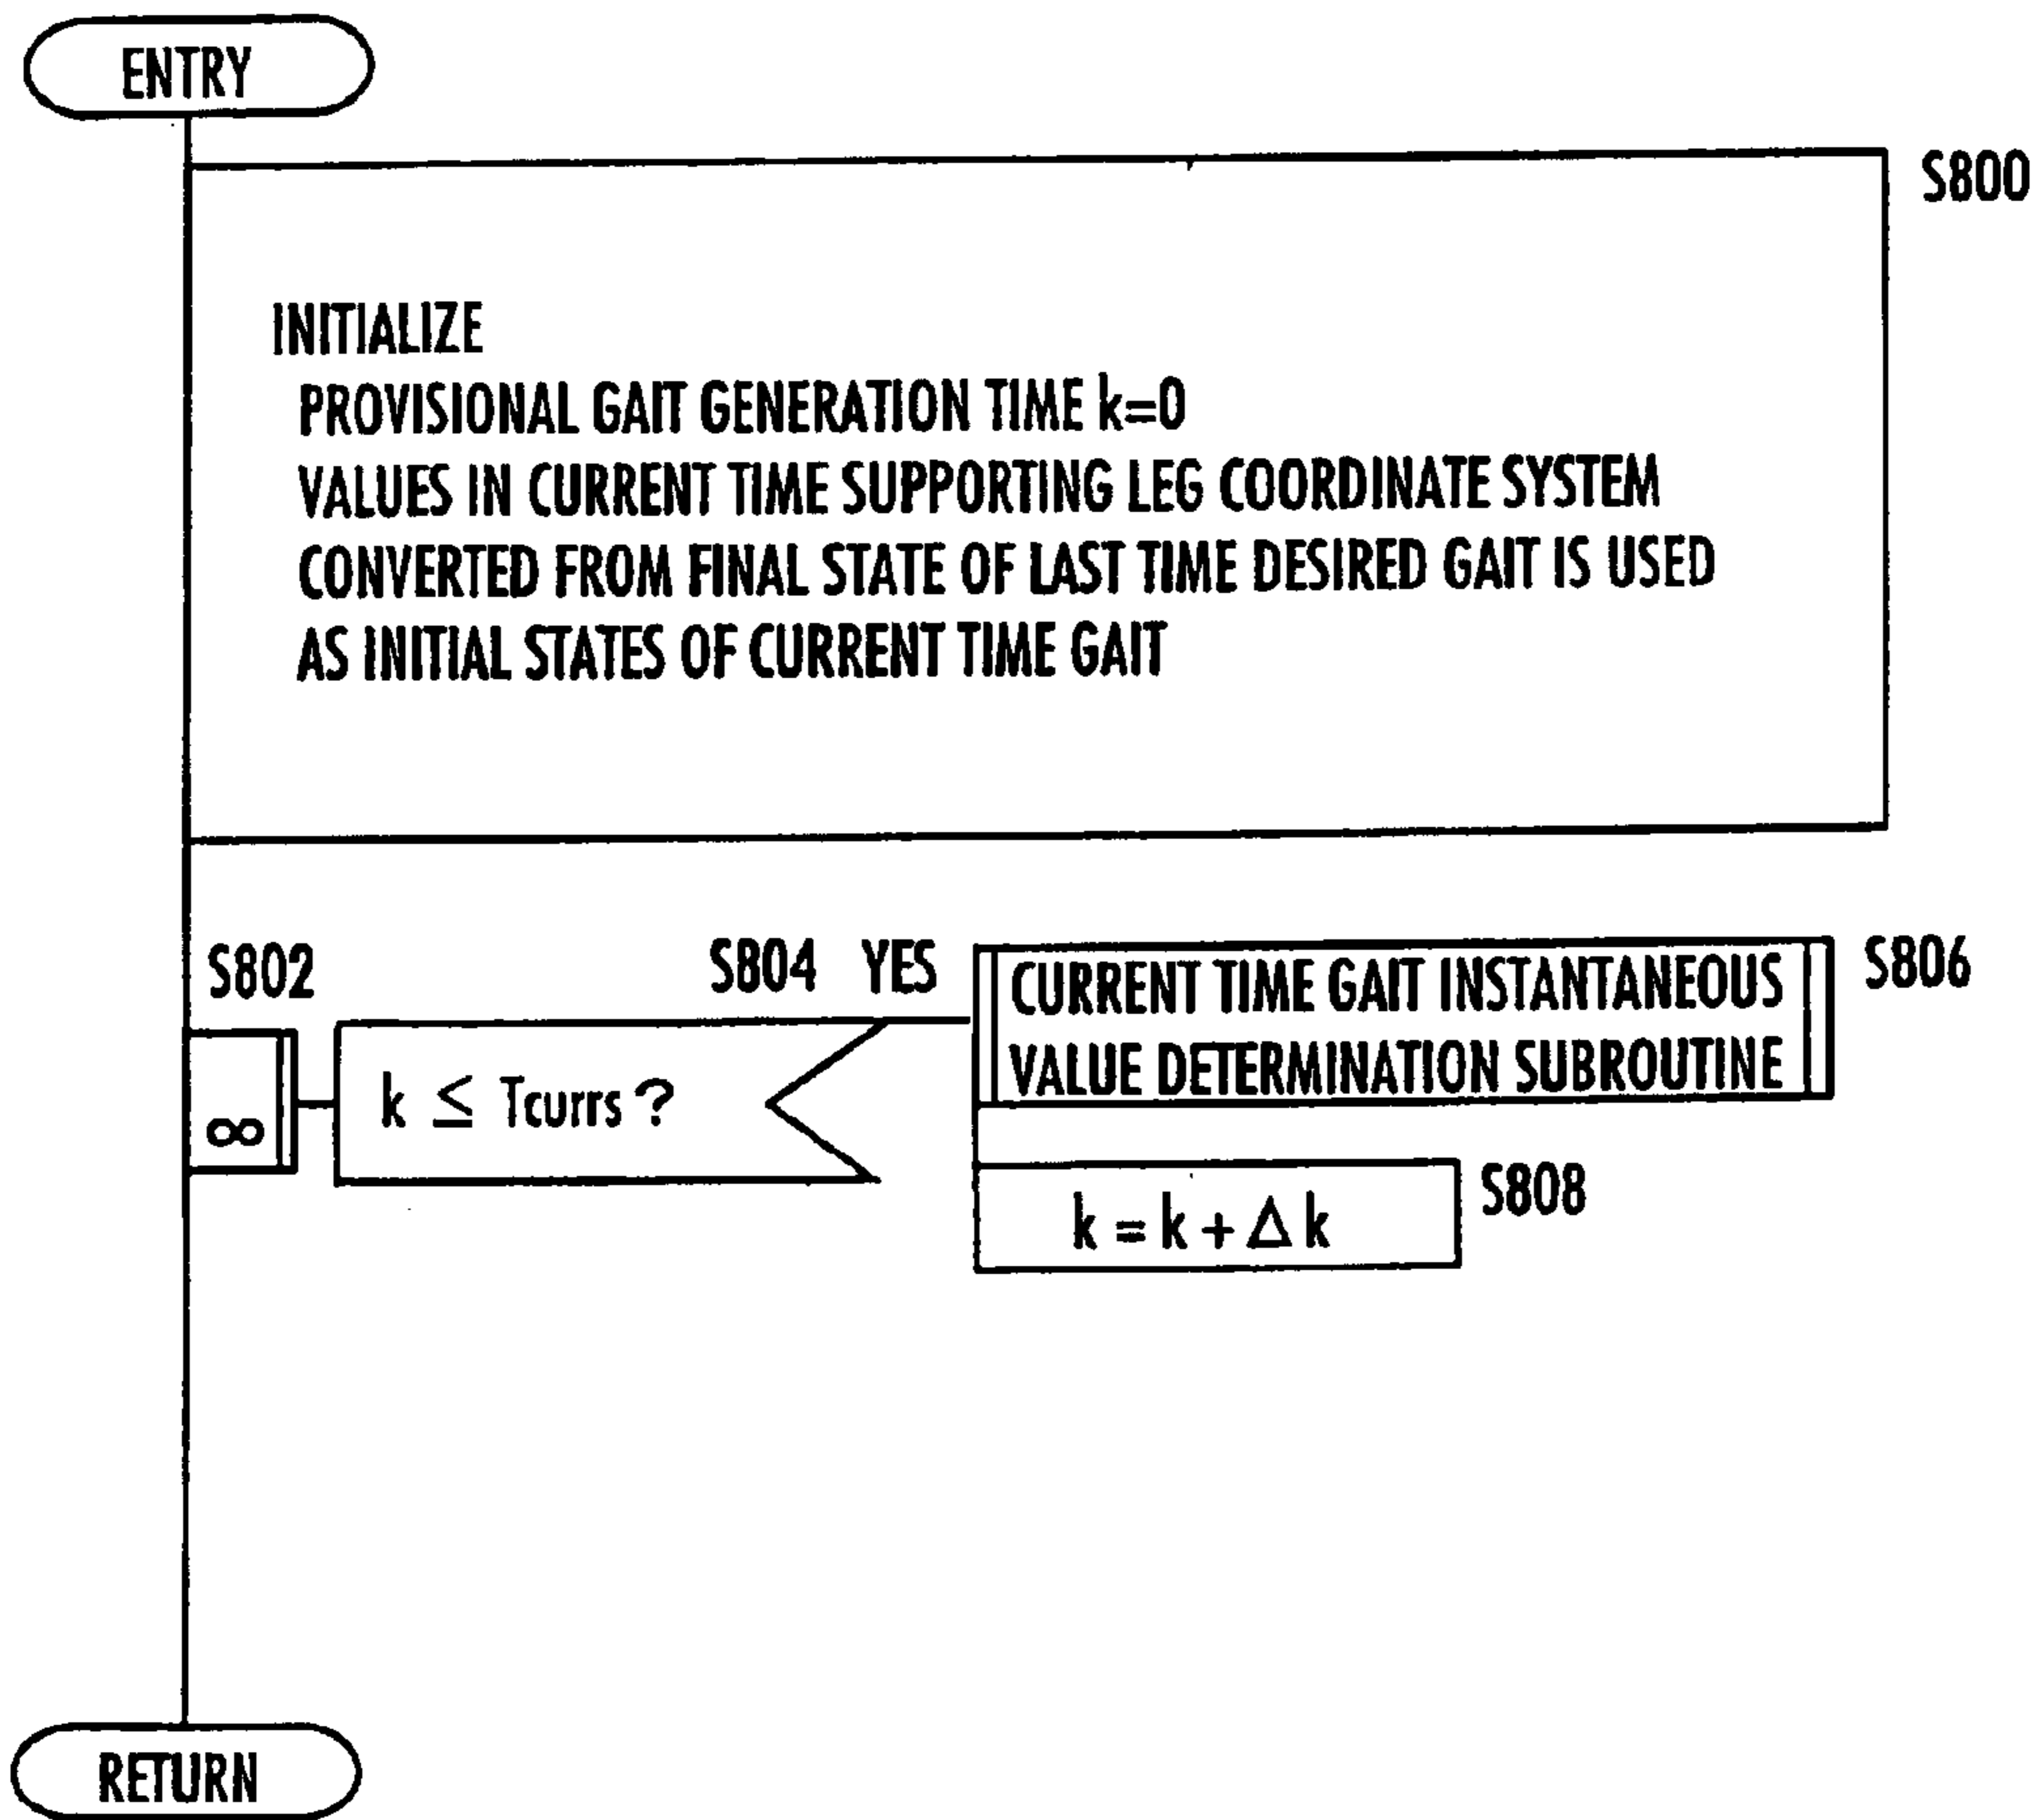 ENTRY
S800
INITIALIZE
PROVISIONAL GAIT GENERATION TIME k=0
VALUES IN CURRENT TIME SUPPORTING LEG COORDINATE SYSTEM
CONVERTED FROM FINAL STATE OF LAST TIME DESIRED GAIT IS USED
AS INITIAL STATES OF CURRENT TIME GAIT
S802
∞
S804 YES
k ≤ Tcurrs ?
CURRENT TIME GAIT INSTANTANEOUS
VALUE DETERMINATION SUBROUTINE
S806
k = k + Δ k
S808
RETURN